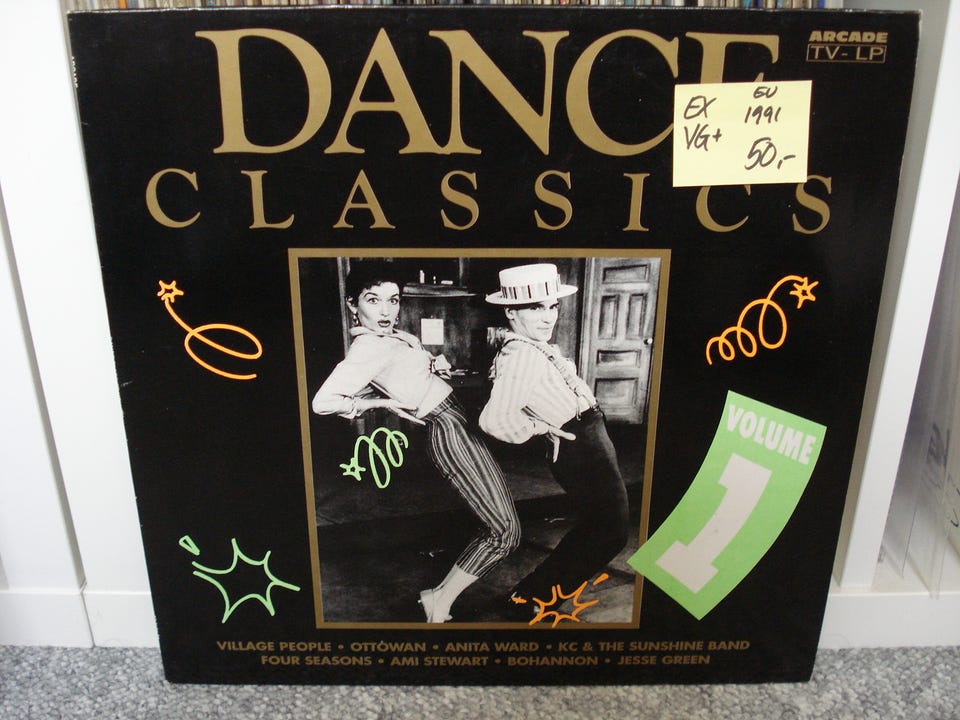 DANCE
ARCADE
TV-LP
EX EU
VG+ 1991
50,-
CLASSICS
VOLUME
1
VILLAGE PEOPLE • OTTOWAN • ANITA WARD • KC & THE SUNSHINE BAND
FOUR SEASONS • AMI STEWART • BOHANNON • JESSE GREEN